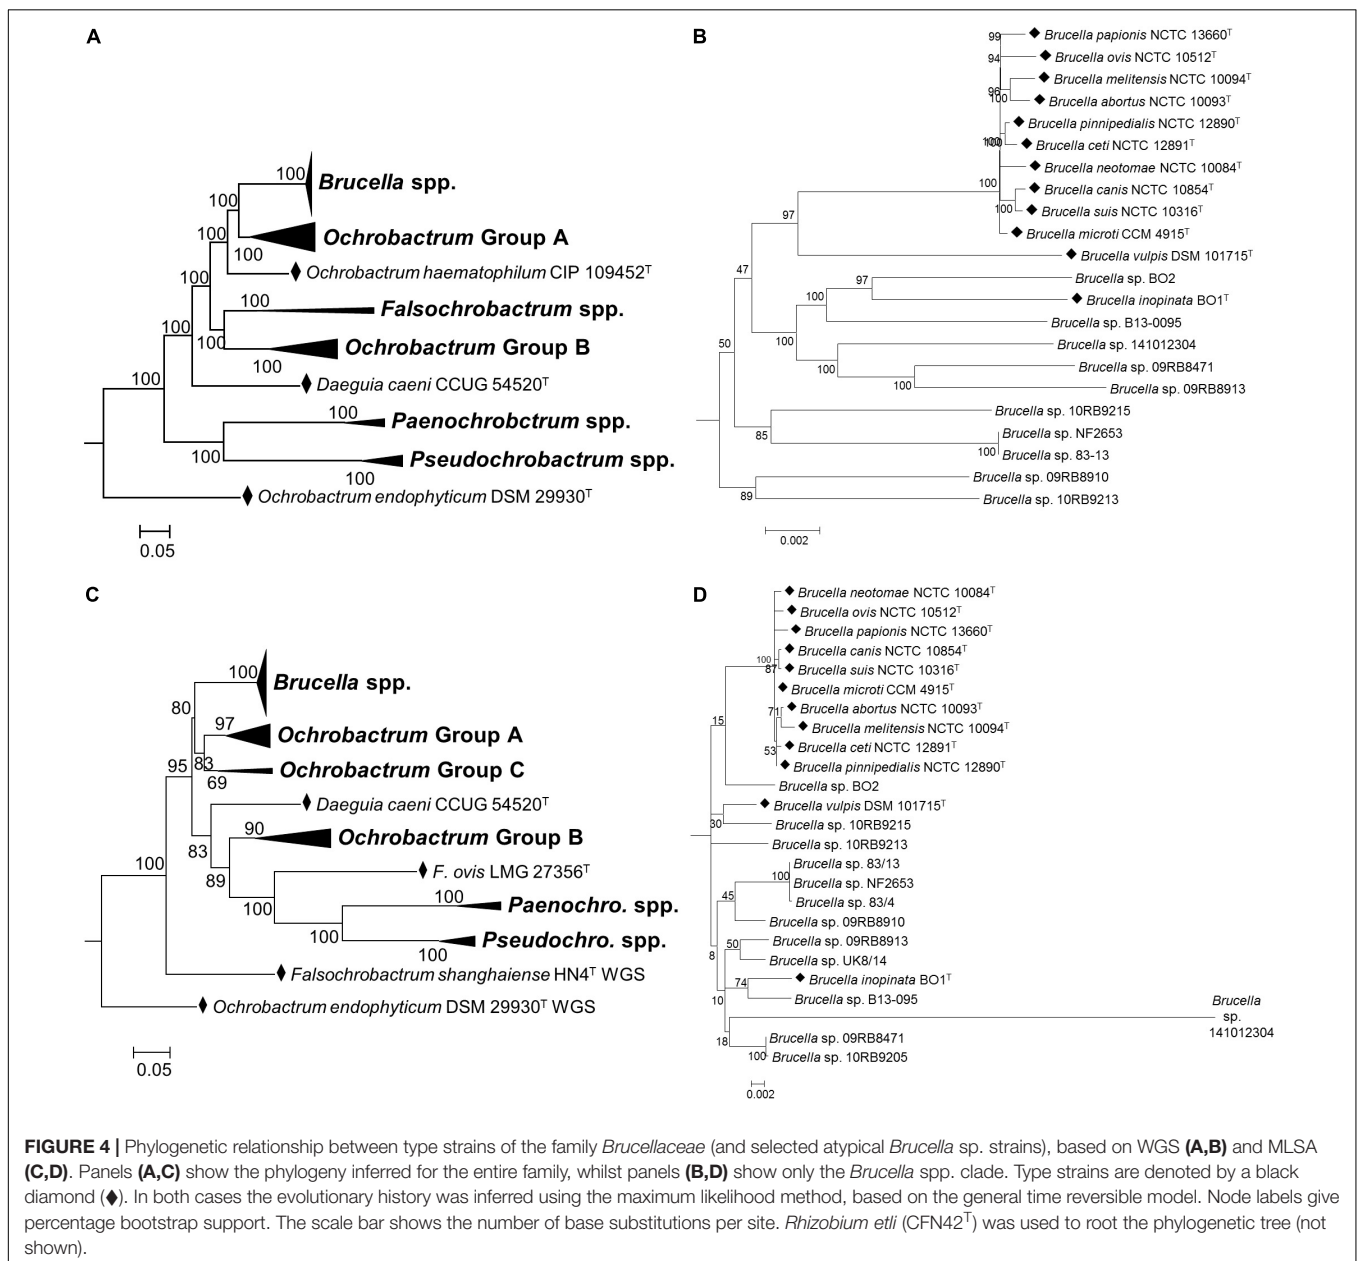 A
100
Brucella spp.
100
100
Ochrobactrum Group A
100
100
Ochrobactrum haematophilum CIP 109452T
100
Falsochrobactrum spp.
100
100
Ochrobactrum Group B
100
100
Daeguia caeni CCUG 54520T
100
Paenochrobctrum spp.
100
Pseudochrobactrum spp.
100
100
Ochrobactrum endophyticum DSM 29930T
0.05
B
99
Brucella papionis NCTC 13660T
94
Brucella ovis NCTC 10512T
Brucella melitensis NCTC 10094T
96
100
Brucella abortus NCTC 10093T
Brucella pinnipedialis NCTC 12890T
100
100
Brucella ceti NCTC 12891T
Brucella neotomae NCTC 10084T
100
Brucella canis NCTC 10854T
100
Brucella suis NCTC 10316T
97
Brucella microti CCM 4915T
Brucella vulpis DSM 101715T
47
97
Brucella sp. BO2
100
Brucella inopinata BO1T
Brucella sp. B13-0095
100
50
Brucella sp. 141012304
100
Brucella sp. 09RB8471
100
Brucella sp. 09RB8913
Brucella sp. 10RB9215
85
Brucella sp. NF2653
100
Brucella sp. 83-13
Brucella sp. 09RB8910
89
Brucella sp. 10RB9213
0.002
C
100
Brucella spp.
80
97
Ochrobactrum Group A
95
83
Ochrobactrum Group C
69
Daeguia caeni CCUG 54520T
90
Ochrobactrum Group B
83
100
89
F. ovis LMG 27356T
100
100
Paenochro. spp.
100
Pseudochro. spp.
100
Falsochrobactrum shanghaiense HN4T WGS
Ochrobactrum endophyticum DSM 29930T WGS
0.05
D
Brucella neotomae NCTC 10084T
Brucella ovis NCTC 10512T
Brucella papionis NCTC 13660T
Brucella canis NCTC 10854T
100
87
Brucella suis NCTC 10316T
Brucella microti CCM 4915T
71
Brucella abortus NCTC 10093T
15
Brucella melitensis NCTC 10094T
53
Brucella ceti NCTC 12891T
Brucella pinnipedialis NCTC 12890T
Brucella sp. BO2
Brucella vulpis DSM 101715T
30
Brucella sp. 10RB9215
Brucella sp. 10RB9213
Brucella sp. 83/13
100
Brucella sp. NF2653
45
Brucella sp. 83/4
Brucella sp. 09RB8910
50
Brucella sp. 09RB8913
8
Brucella sp. UK8/14
74
Brucella inopinata BO1T
10
Brucella sp. B13-095
Brucella
sp.
141012304
18
Brucella sp. 09RB8471
100
Brucella sp. 10RB9205
0.002
FIGURE 4 | Phylogenetic relationship between type strains of the family Brucellaceae (and selected atypical Brucella sp. strains), based on WGS (A,B) and MLSA
(C,D). Panels (A,C) show the phylogeny inferred for the entire family, whilst panels (B,D) show only the Brucella spp. clade. Type strains are denoted by a black
diamond (♦). In both cases the evolutionary history was inferred using the maximum likelihood method, based on the general time reversible model. Node labels give
percentage bootstrap support. The scale bar shows the number of base substitutions per site. Rhizobium etli (CFN42T) was used to root the phylogenetic tree (not
shown).